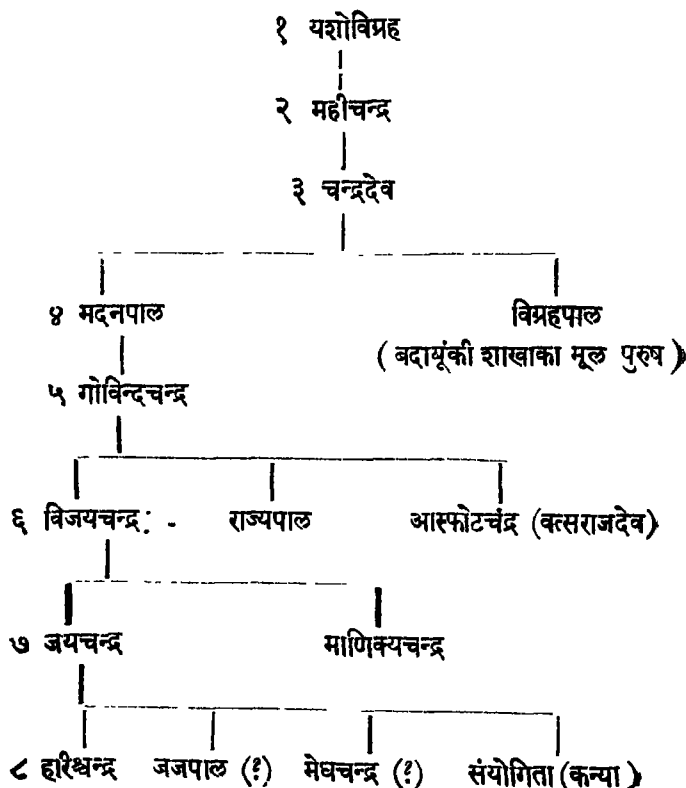 १ यशोविग्रह
२ महीचन्द्र
३ चन्द्रदेव
४ मदनपाल विग्रहपाल
( बदायूंकी शाखाका मूल पुरुष )
५ गोविन्दचन्द्र
६ विजयचन्द्र: - राज्यपाल आस्फोटचंद्र (वत्सराजदेव)
७ जयचन्द्र माणिक्यचन्द्र
८ हरिश्चन्द्र जजपाल (?) मेघचन्द्र (?) संयोगिता (कन्या)